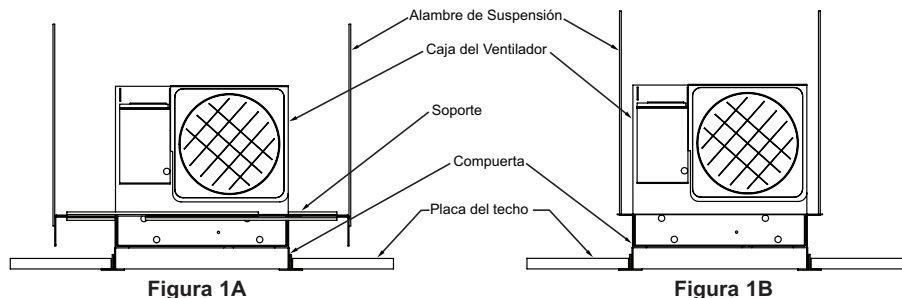 Alambre de Suspensión
Caja del Ventilador
Soporte
Compuerta
Placa del techo
Figura 1A
Figura 1B